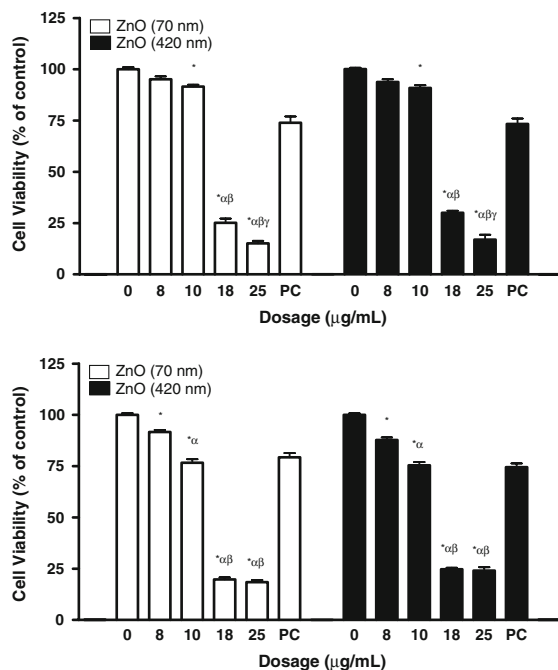 ZnO (70 nm)
ZnO (420 nm)
Cell Viability (% of control)
125
100
75
50
25
0
*
*αβ
*αβγ
*
*αβ
*αβγ
0 8 10 18 25 PC 0 8 10 18 25 PC
Dosage (μg/mL)
ZnO (70 nm)
ZnO (420 nm)
Cell Viability (% of control)
125
100
75
50
25
0
*
*α
*αβ
*αβ
*
*α
*αβ
*αβ
0 8 10 18 25 PC 0 8 10 18 25 PC
Dosage (μg/mL)